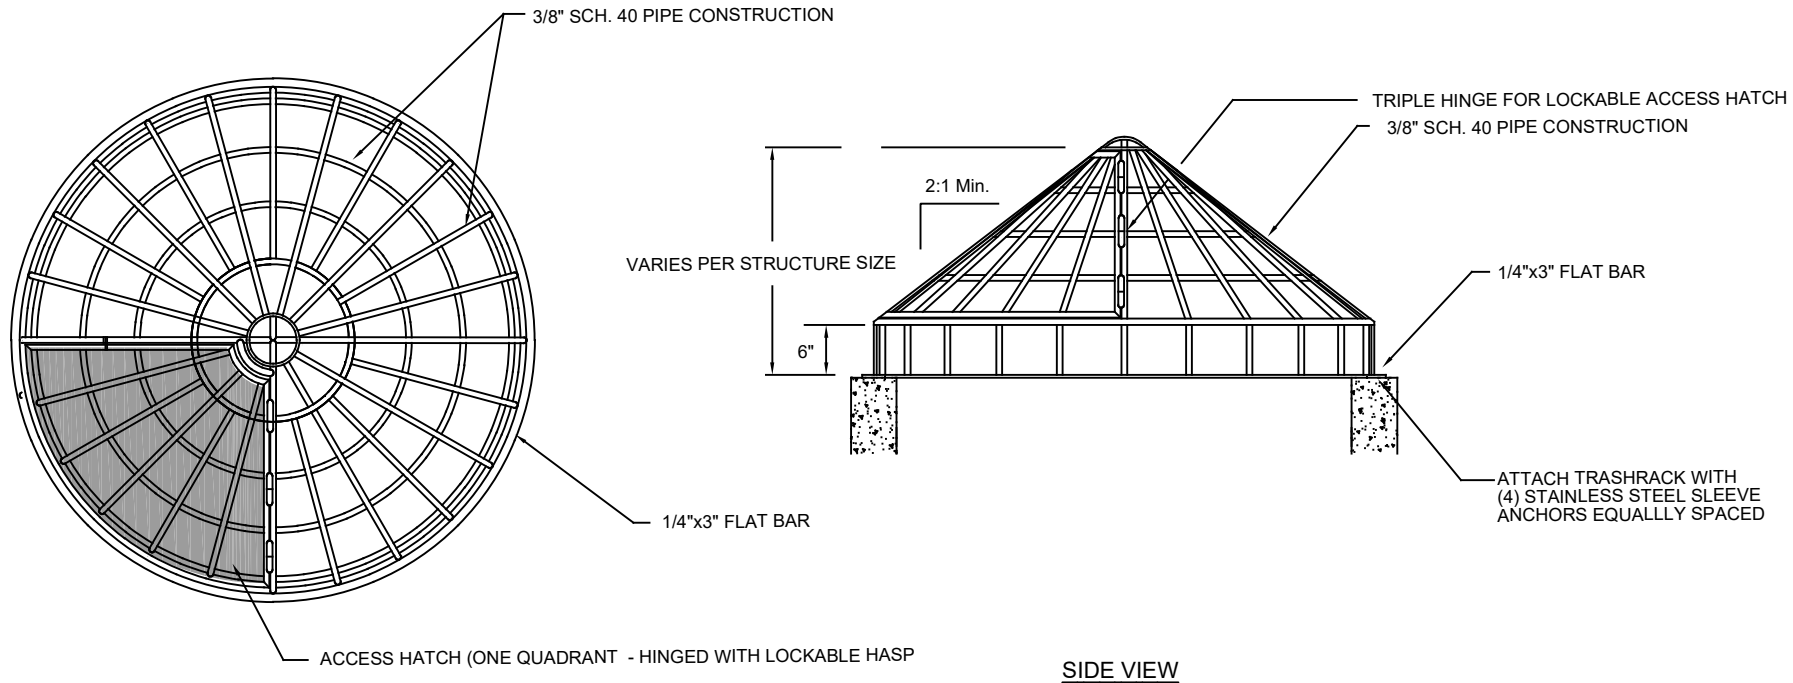 3/8" SCH. 40 PIPE CONSTRUCTION
TRIPLE HINGE FOR LOCKABLE ACCESS HATCH
3/8" SCH. 40 PIPE CONSTRUCTION
2:1 Min.
VARIES PER STRUCTURE SIZE
1/4"x3" FLAT BAR
6"
ATTACH TRASHRACK WITH
(4) STAINLESS STEEL SLEEVE
ANCHORS EQUALLLY SPACED
1/4"x3" FLAT BAR
ACCESS HATCH (ONE QUADRANT - HINGED WITH LOCKABLE HASP
SIDE VIEW